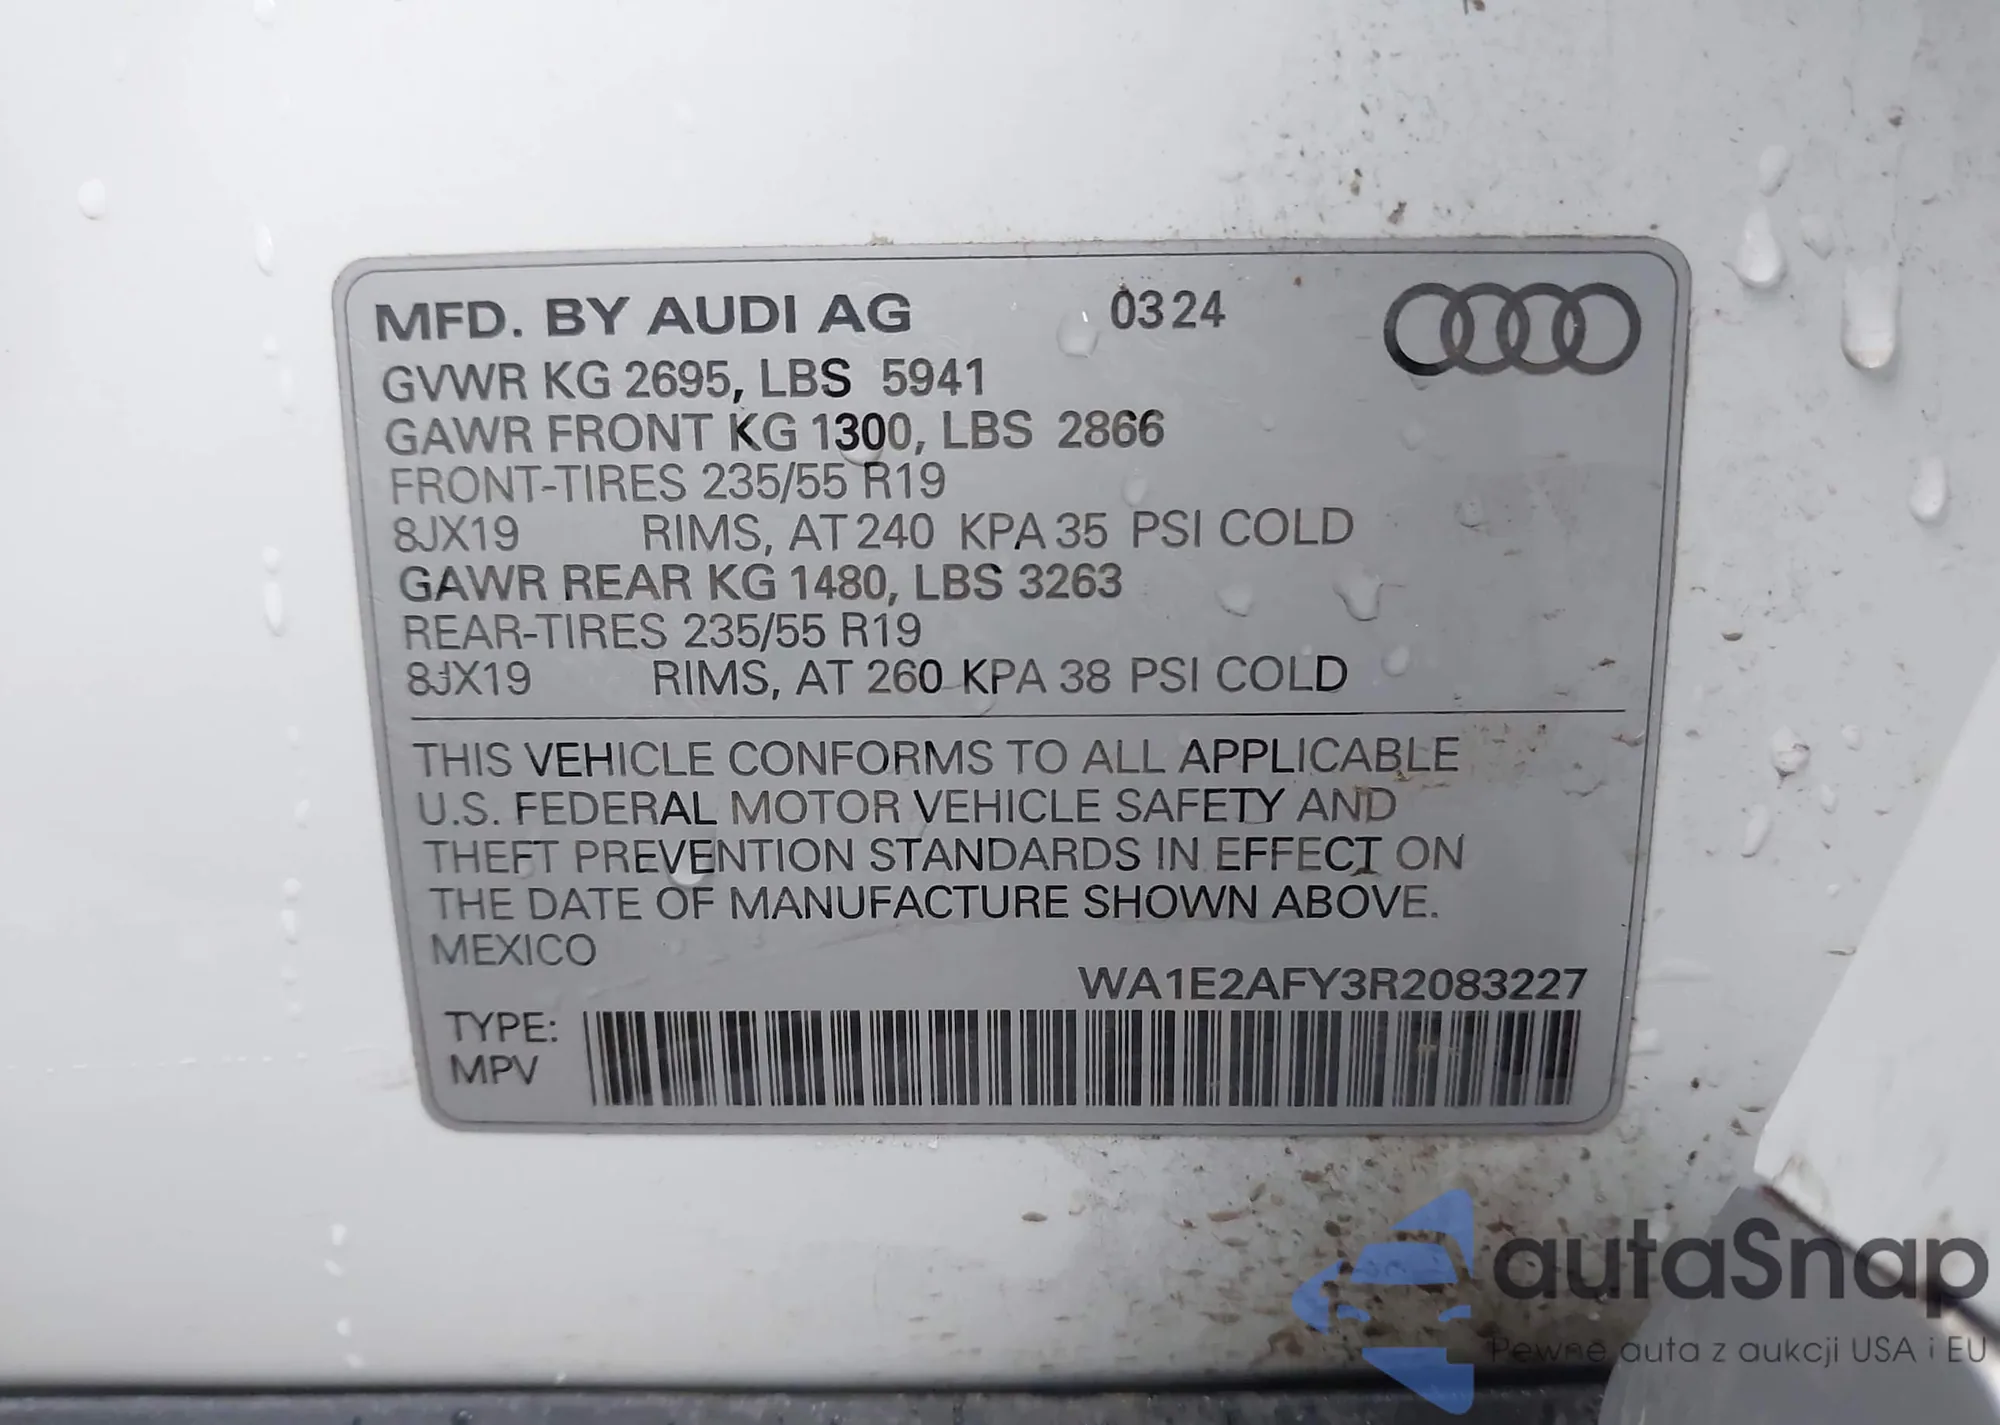 MFD. BY AUDI AG 0324
GVWR KG 2695, LBS 5941
GAWR FRONT KG 1300, LBS 2866
FRONT-TIRES 235/55 R19
8JX19 RIMS, AT 240 KPA 35 PSI COLD
GAWR REAR KG 1480, LBS 3263
REAR-TIRES 235/55 R19
8JX19 RIMS, AT 260 KPA 38 PSI COLD
THIS VEHICLE CONFORMS TO ALL APPLICABLE
U.S. FEDERAL MOTOR VEHICLE SAFETY AND
THEFT PREVENTION STANDARDS IN EFFECT ON
THE DATE OF MANUFACTURE SHOWN ABOVE.
MEXICO
WA1E2AFY3R2083227
TYPE:
MPV
autaSnap
Pewne auta z aukcji USA i EU